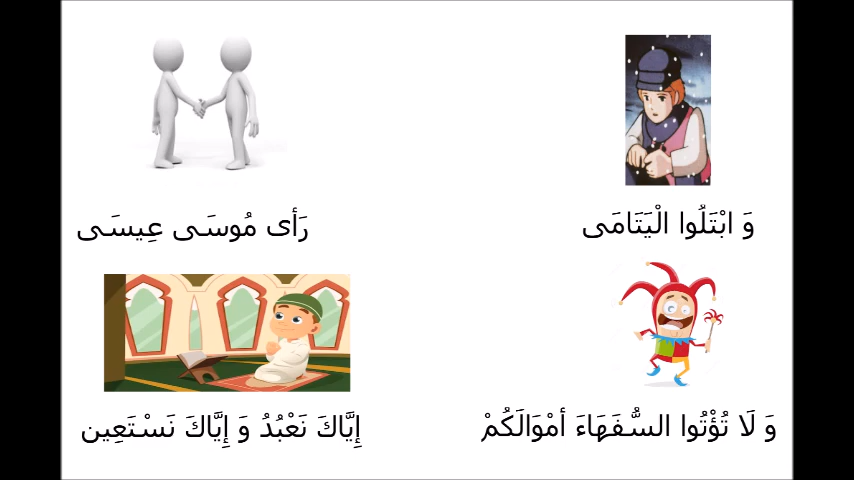 وَ ابْتَلُوا الْيَتَامَى
رَأى مُوسَى عِيسَى
وَ لَا تُؤْتُوا السُّفَهَاءَ أمْوَالَكُمْ
إِيَّاكَ نَعْبُدُ وَ إِيَّاكَ نَسْتَعِين